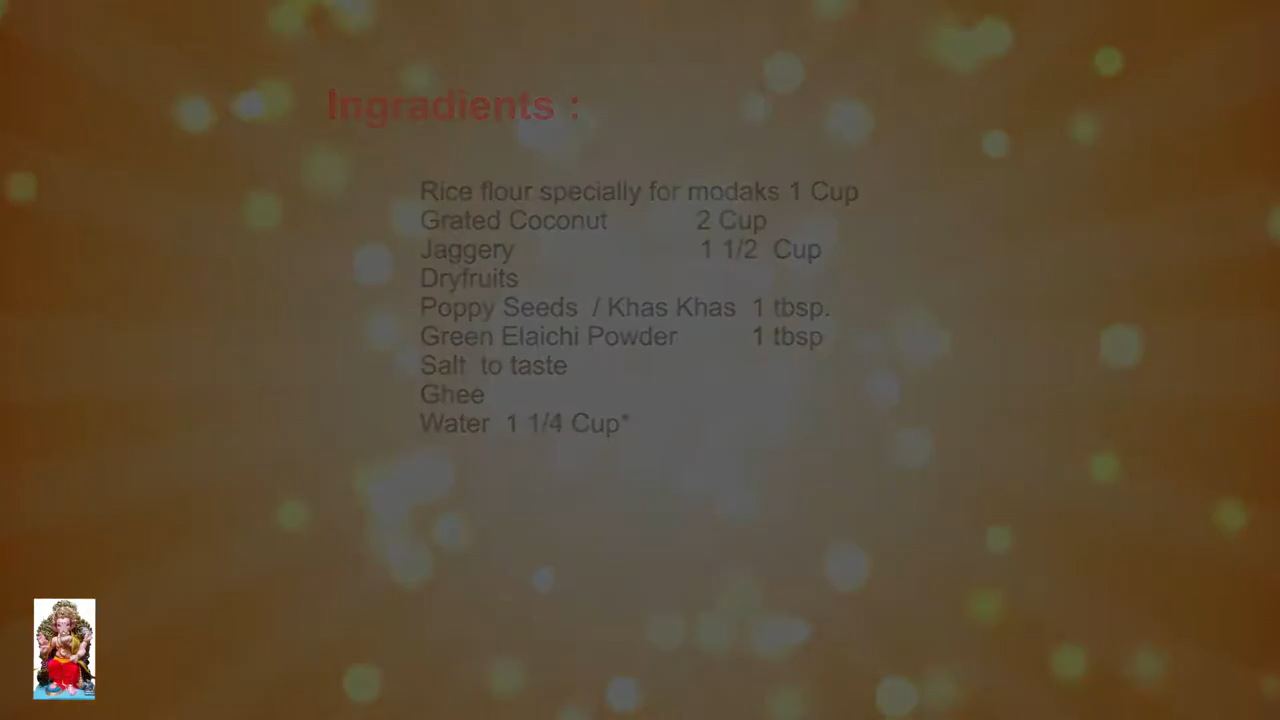 Ingradients :
Rice flour specially for modaks 1 Cup
Grated Coconut 2 Cup
Jaggery 1 1/2 Cup
Dryfruits
Poppy Seeds / Khas Khas 1 tbsp.
Green Elaichi Powder 1 tbsp
Salt to taste
Ghee
Water 1 1/4 Cup*